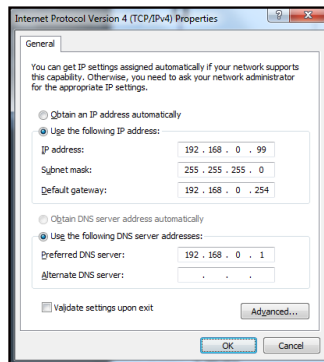 Internet Protocol Version 4 (TCP/IPv4) Properties
General
You can get IP settings assigned automatically if your network supports
this capability. Otherwise, you need to ask your network administrator
for the appropriate IP settings.
Obtain an IP address automatically
Use the following IP address:
IP address: 192 . 168 . 0 . 99
Subnet mask: 255 . 255 . 255 . 0
Default gateway: 192 . 168 . 0 . 254
Obtain DNS server address automatically
Use the following DNS server addresses:
Preferred DNS server: 192 . 168 . 0 . 1
Alternate DNS server: . . .
Validate settings upon exit
Advanced...
OK Cancel